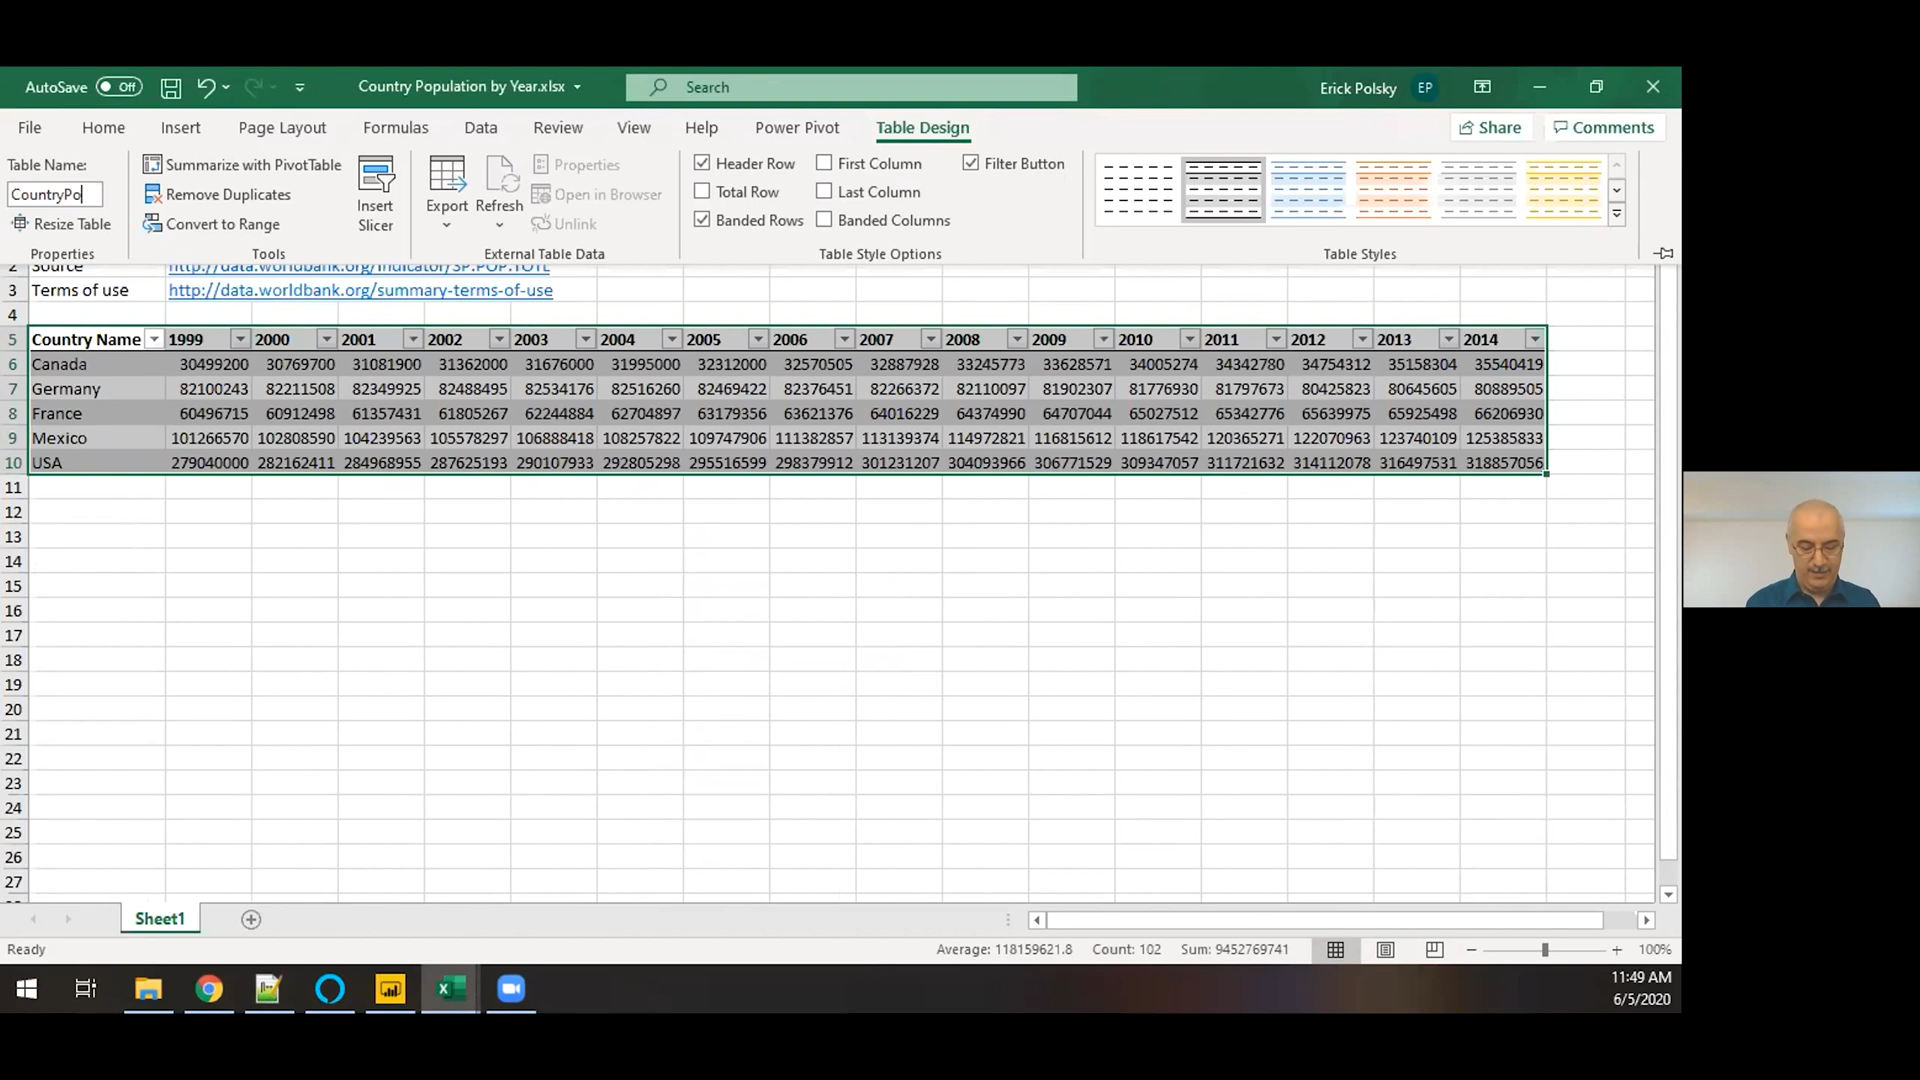 AutoSave Off Country Population by Year.xlsx Search Erick Polsky EP
File Home Insert Page Layout Formulas Data Review View Help Power Pivot Table Design Share Comments
Table Name:
CountryPo
Resize Table
Properties
Summarize with PivotTable
Remove Duplicates
Convert to Range
Tools
Insert
Slicer
Export
Refresh
Properties
Open in Browser
Unlink
External Table Data
Header Row First Column Filter Button
Total Row Last Column
Banded Rows Banded Columns
Table Style Options
Table Styles
2 Source http://data.worldbank.org/indicator/SP.POP.TOTL
3 Terms of use http://data.worldbank.org/summary-terms-of-use
4
5 Country Name 1999 2000 2001 2002 2003 2004 2005 2006 2007 2008 2009 2010 2011 2012 2013 2014
6 Canada 30499200 30769700 31081900 31362000 31676000 31995000 32312000 32570505 32887928 33245773 33628571 34005274 34342780 34754312 35158304 35540419
7 Germany 82100243 82211508 82349925 82488495 82534176 82516260 82469422 82376451 82266372 82110097 81902307 81776930 81797673 80425823 80645605 80889505
8 France 60496715 60912498 61357431 61805267 62244884 62704897 63179356 63621376 64016229 64374990 64707044 65027512 65342776 65639975 65925498 66206930
9 Mexico 101266570 102808590 104239563 105578297 106888418 108257822 109747906 111382857 113139374 114972821 116815612 118617542 120365271 122070963 123740109 125385833
10 USA 279040000 282162411 284968955 287625193 290107933 292805298 295516599 298379912 301231207 304093966 306771529 309347057 311721632 314112078 316497531 318857056
11
12
13
14
15
16
17
18
19
20
21
22
23
24
25
26
27
Sheet1
Ready Average: 118159621.8 Count: 102 Sum: 9452769741 100%
11:49 AM
6/5/2020